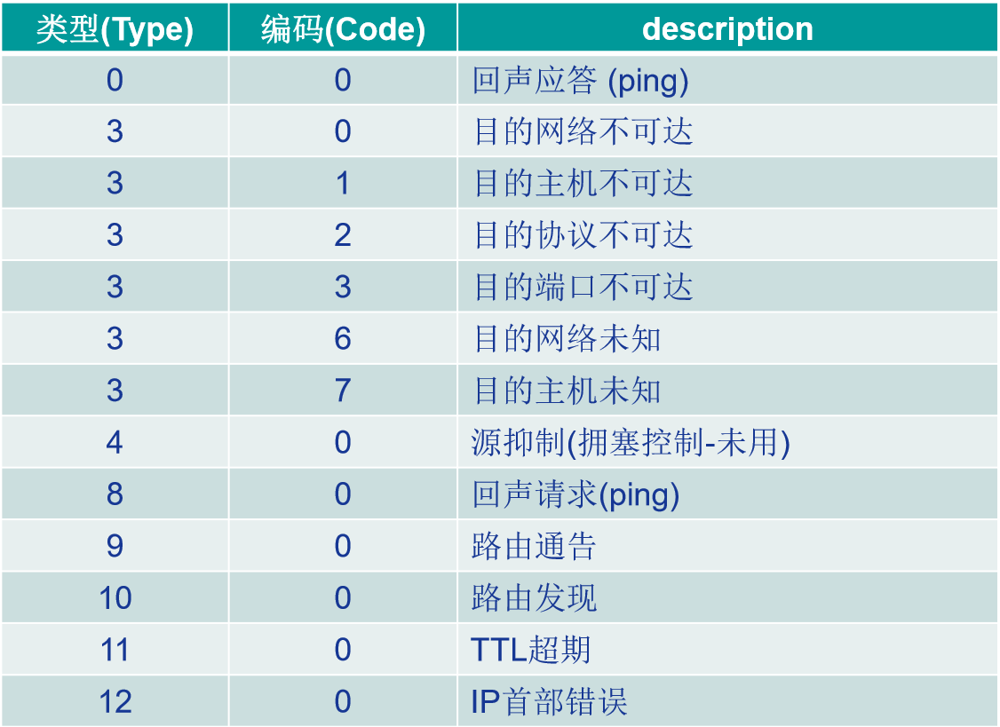 类型(Type) 编码(Code) description
0 0 回声应答 (ping)
3 0 目的网络不可达
3 1 目的主机不可达
3 2 目的协议不可达
3 3 目的端口不可达
3 6 目的网络未知
3 7 目的主机未知
4 0 源抑制(拥塞控制-未用)
8 0 回声请求(ping)
9 0 路由通告
10 0 路由发现
11 0 TTL超期
12 0 IP首部错误